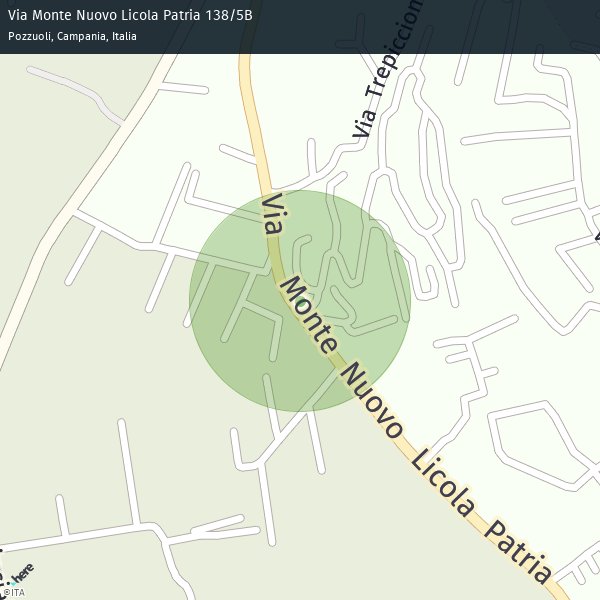 Via Monte Nuovo Licola Patria 138/5B
Pozzuoli, Campania, Italia
Via Trepiccioni
Via Monte Nuovo Licola Patria
here
©ITA